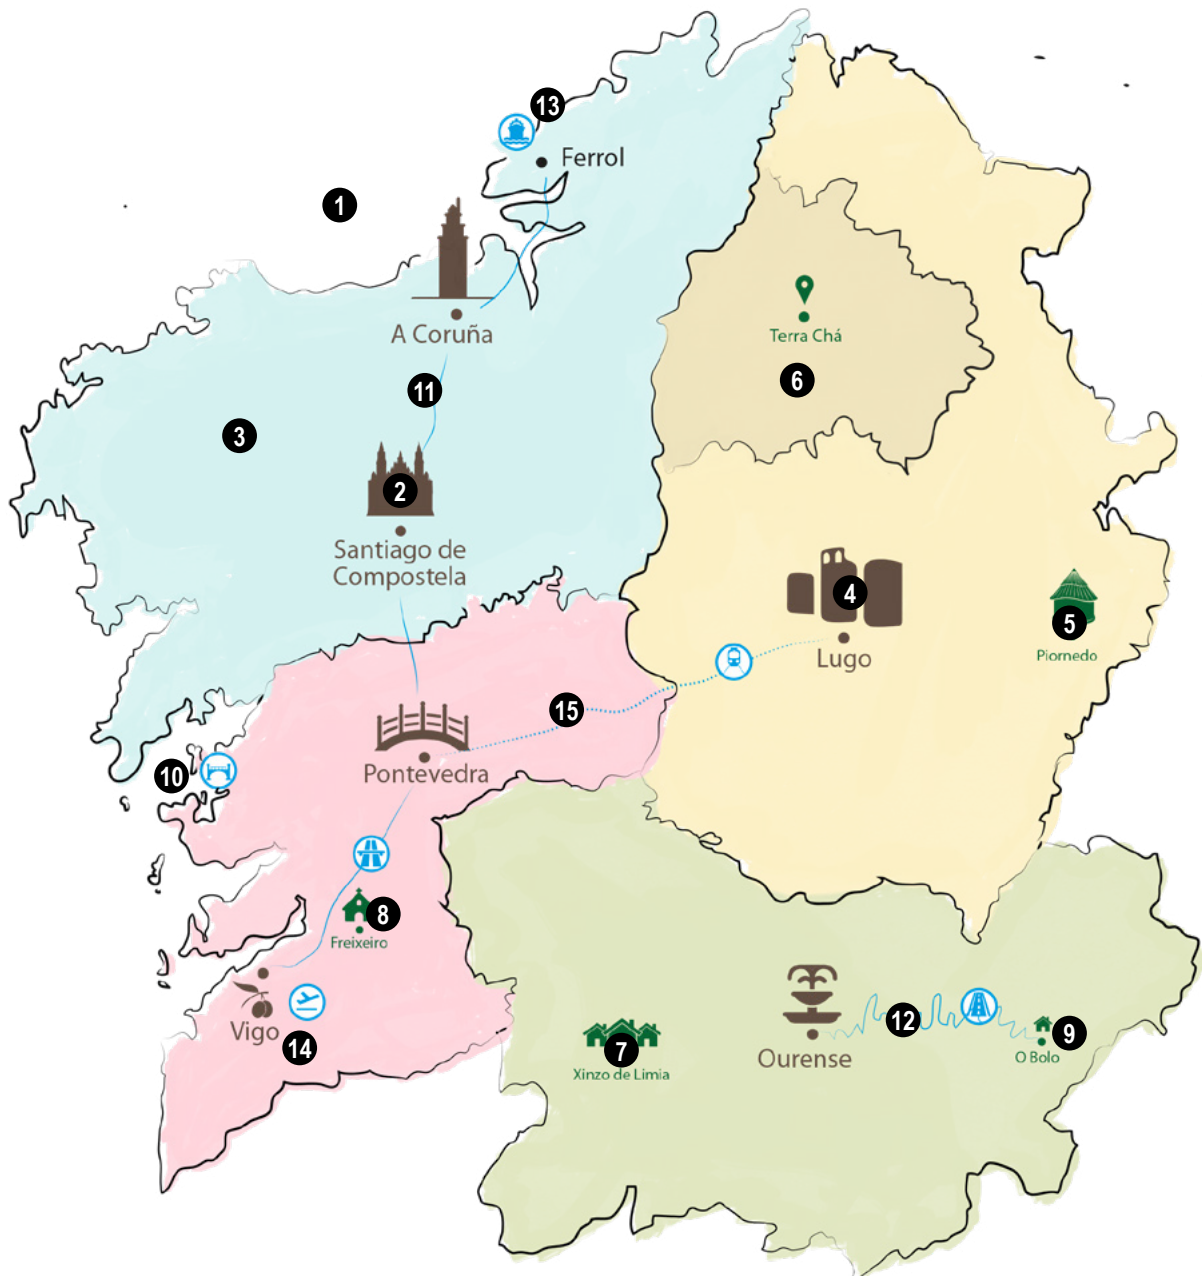 13
Ferrol
1
A Coruña
Terra Chá
6
11
3
2
Santiago de
Compostela
4
Lugo
5
Piornedo
15
10
Pontevedra
8
Freixeiro
Vigo
14
7
Xinzo de Limia
Ourense
12
9
O Bolo